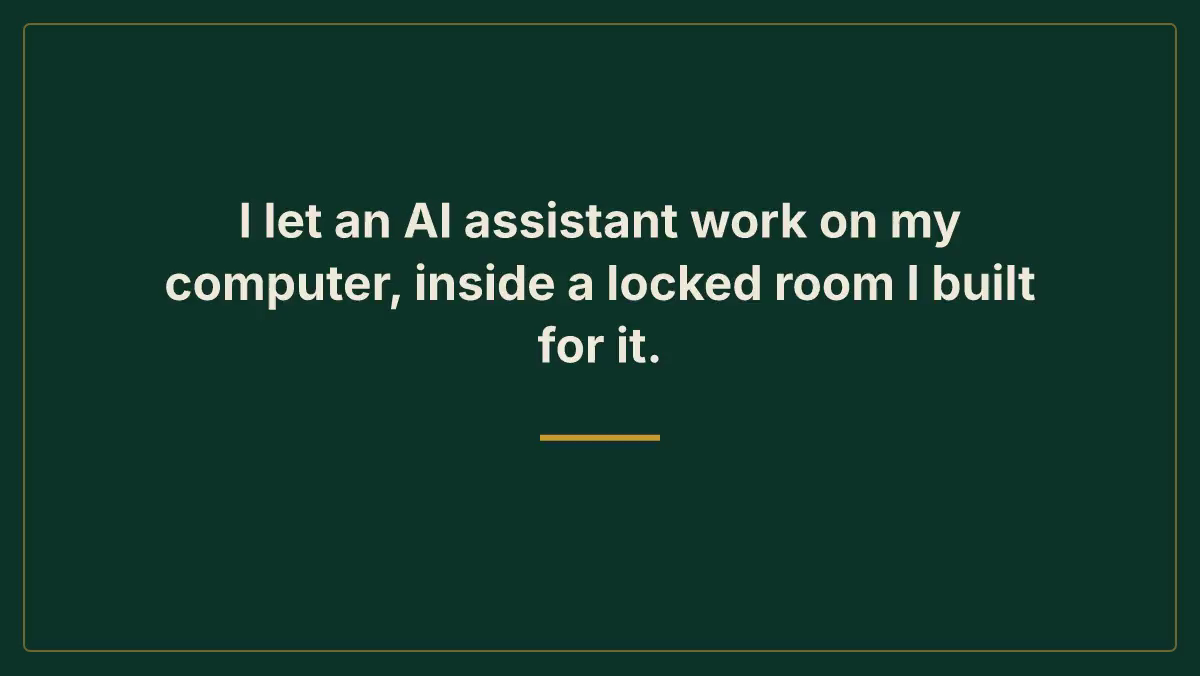 I let an AI assistant work on my
computer, inside a locked room I built
for it.